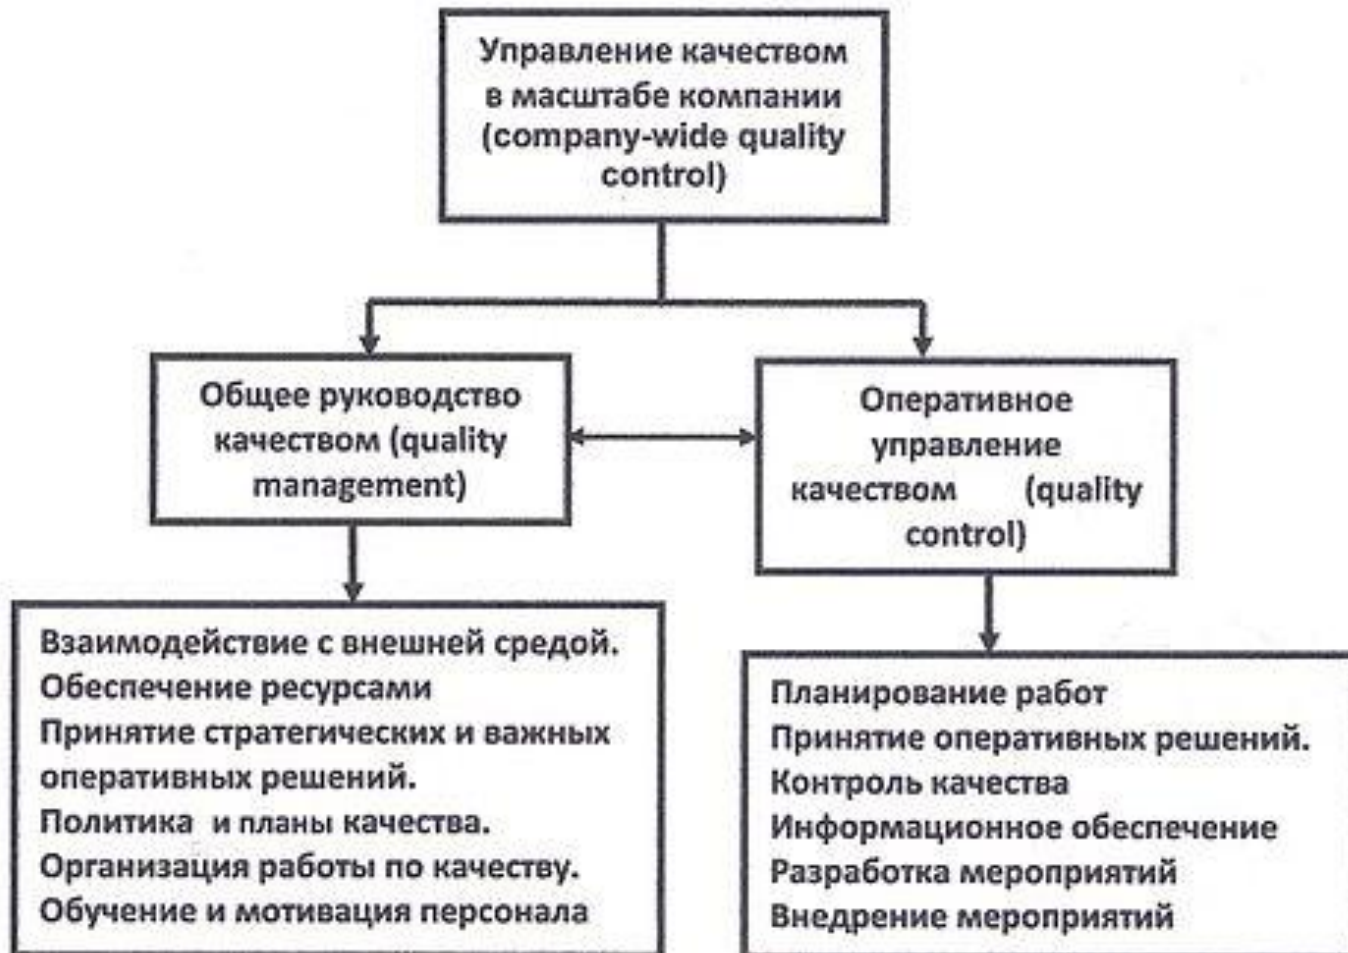 Управление качеством
в масштабе компании
(company-wide quality
control)
Общее руководство
качеством (quality
management)
Оперативное
управление
качеством (quality
control)
Взаимодействие с внешней средой.
Обеспечение ресурсами
Принятие стратегических и важных
оперативных решений.
Политика и планы качества.
Организация работы по качеству.
Обучение и мотивация персонала
Планирование работ
Принятие оперативных решений.
Контроль качества
Информационное обеспечение
Разработка мероприятий
Внедрение мероприятий